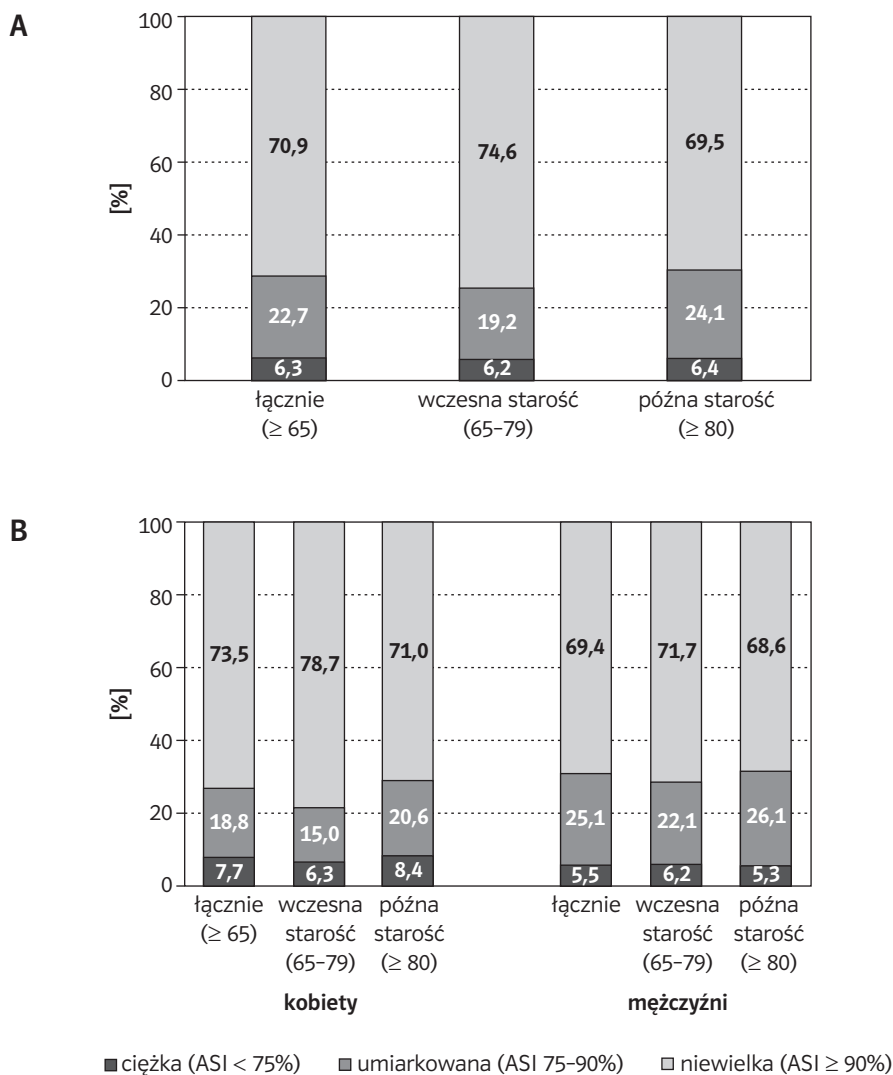 A
100
80
60
40
20
0
[%]
70,9
74,6
69,5
22,7
19,2
24,1
6,3
6,2
6,4
łącznie
(≥ 65)
wczesna starość
(65–79)
późna starość
(≥ 80)
B
100
80
60
40
20
0
[%]
73,5
78,7
71,0
69,4
71,7
68,6
18,8
15,0
20,6
25,1
22,1
26,1
7,7
6,3
8,4
5,5
6,2
5,3
łącznie
(≥ 65)
wczesna
starość
(65–79)
późna
starość
(≥ 80)
łącznie
wczesna
starość
(65–79)
późna
starość
(≥ 80)
kobiety
mężczyźni
ciężka (ASI < 75%) umiarkowana (ASI 75–90%) niewielka (ASI ≥ 90%)